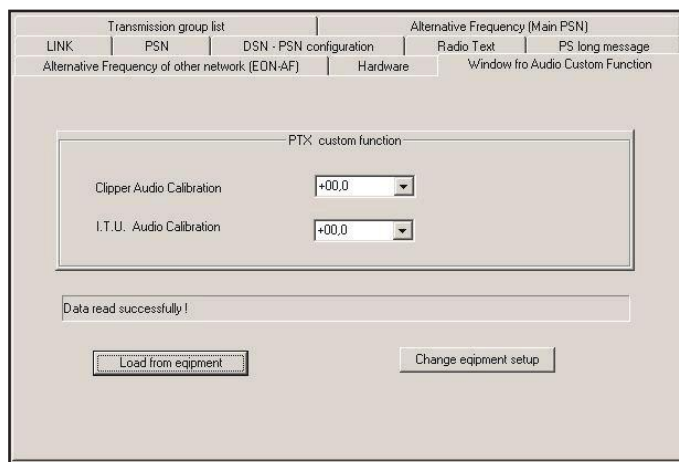 Transmission group list
Alternative Frequency (Main PSN)
LINK
PSN
DSN - PSN configuration
Radio Text
PS long message
Alternative Frequency of other network (EON-AF)
Hardware
Window fro Audio Custom Function
PTX custom function
Clipper Audio Calibration
+00,0
I.T.U. Audio Calibration
+00,0
Data read successfully !
Load from eqipment
Change eqipment setup